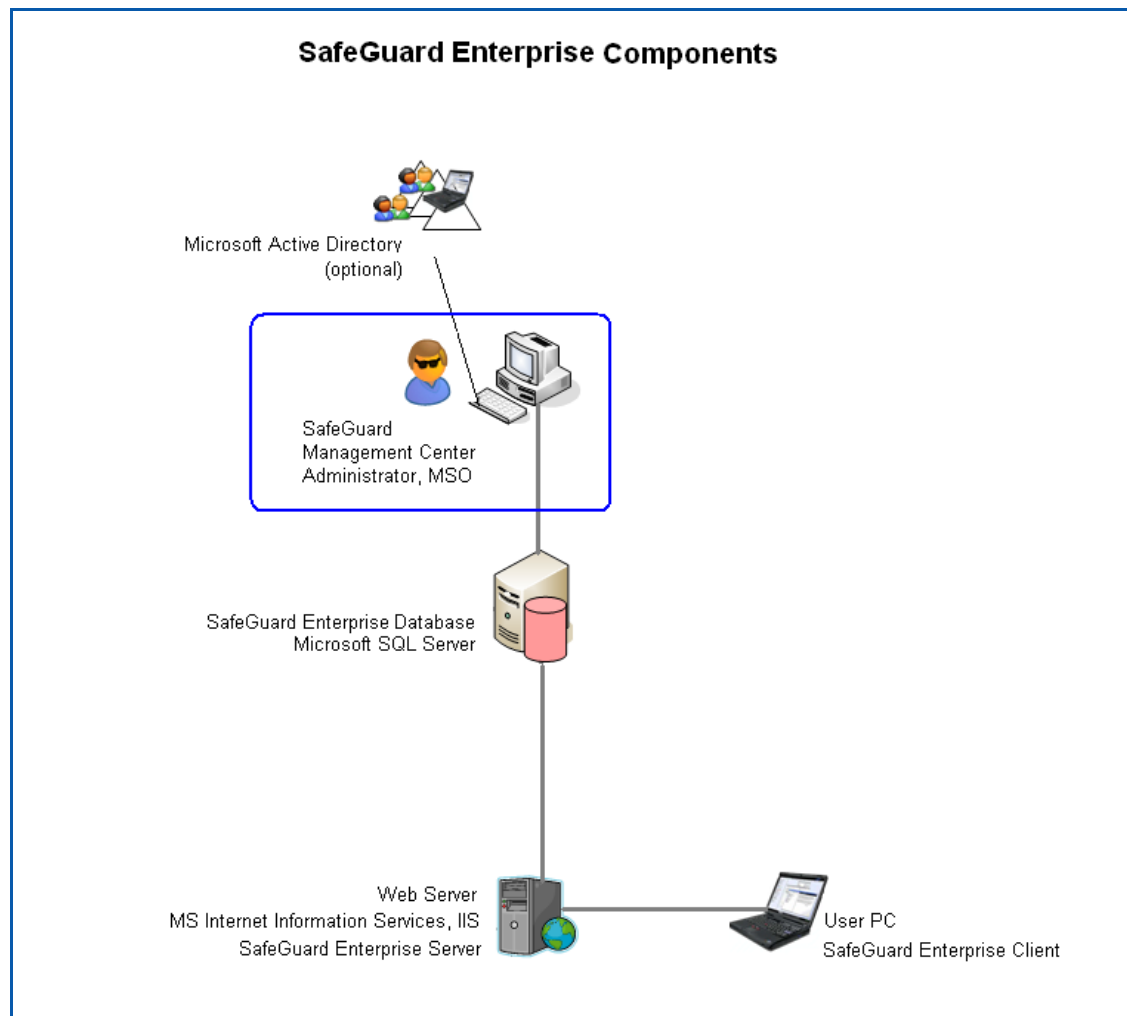 SafeGuard Enterprise Components
Microsoft Active Directory
(optional)
SafeGuard
Management Center
Administrator, MSO
SafeGuard Enterprise Database
Microsoft SQL Server
Web Server
MS Internet Information Services, IIS
SafeGuard Enterprise Server
User PC
SafeGuard Enterprise Client